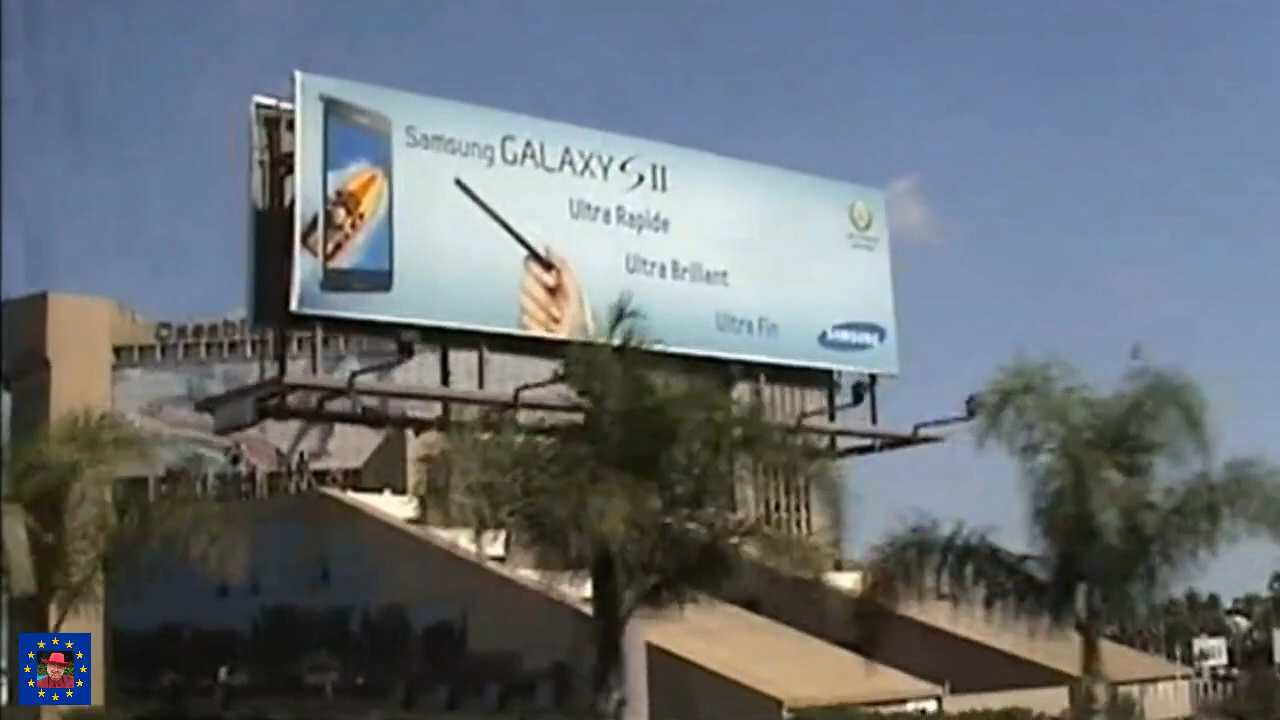 Samsung GALAXY S II
Ultra Rapide
Ultra Brillant
Ultra Fin
SAMSUNG